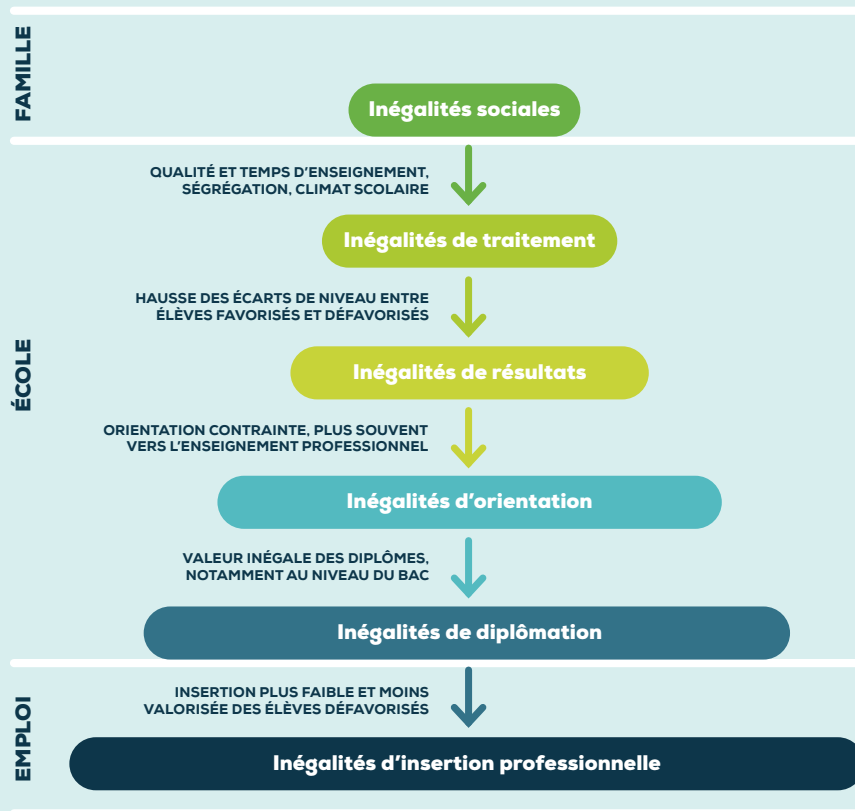 FAMILLE
Inégalités sociales
QUALITÉ ET TEMPS D'ENSEIGNEMENT,
SÉGRÉGATION, CLIMAT SCOLAIRE
Inégalités de traitement
HAUSSE DES ÉCARTS DE NIVEAU ENTRE
ÉLÈVES FAVORISÉS ET DÉFAVORISÉS
ÉCOLE
Inégalités de résultats
ORIENTATION CONTRAINTE, PLUS SOUVENT
VERS L'ENSEIGNEMENT PROFESSIONNEL
Inégalités d'orientation
VALEUR INÉGALE DES DIPLÔMES,
NOTAMMENT AU NIVEAU DU BAC
Inégalités de diplômation
INSERTION PLUS FAIBLE ET MOINS
VALORISÉE DES ÉLÈVES DÉFAVORISÉS
EMPLOI
Inégalités d'insertion professionnelle